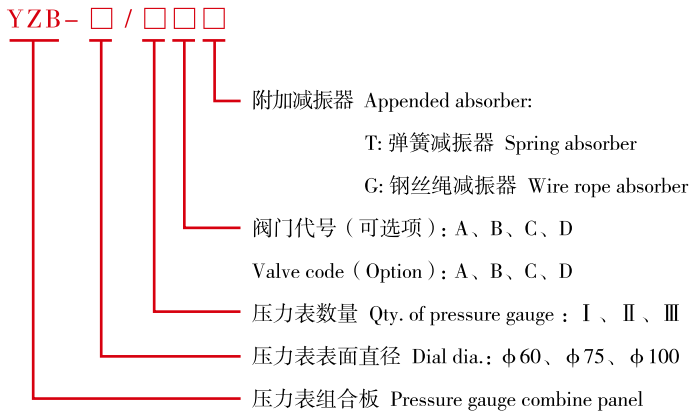 YZB-□/□□□
附加减振器 Appended absorber:
T: 弹簧减振器 Spring absorber
G: 钢丝绳减振器 Wire rope absorber
阀门代号（可选项）: A、B、C、D
Valve code（Option）: A、B、C、D
压力表数量 Qty. of pressure gauge : Ⅰ、Ⅱ、Ⅲ
压力表表面直径 Dial dia.: φ60、φ75、φ100
压力表组合板 Pressure gauge combine panel